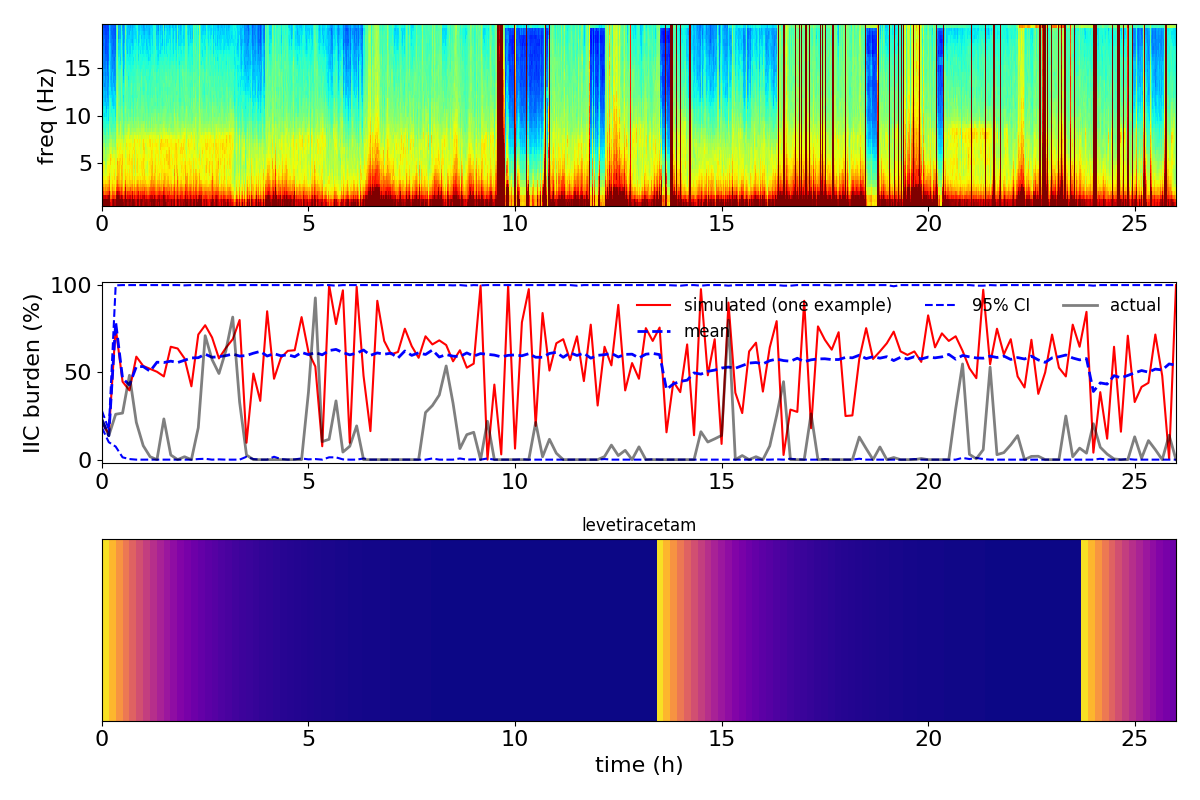 freq (Hz)
15
10
5
0 5 10 15 20 25
IIC burden (%)
100
50
0
simulated (one example) 95% CI actual
mean
0 5 10 15 20 25
levetiracetam
0 5 10 15 20 25
time (h)